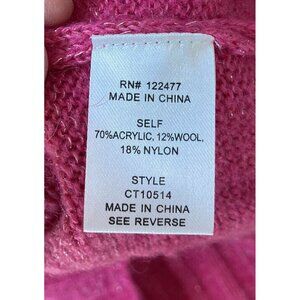 RN# 122477
MADE IN CHINA
SELF
70%ACRYLIC, 12%WOOL,
18% NYLON
STYLE
CT10514
MADE IN CHINA
SEE REVERSE